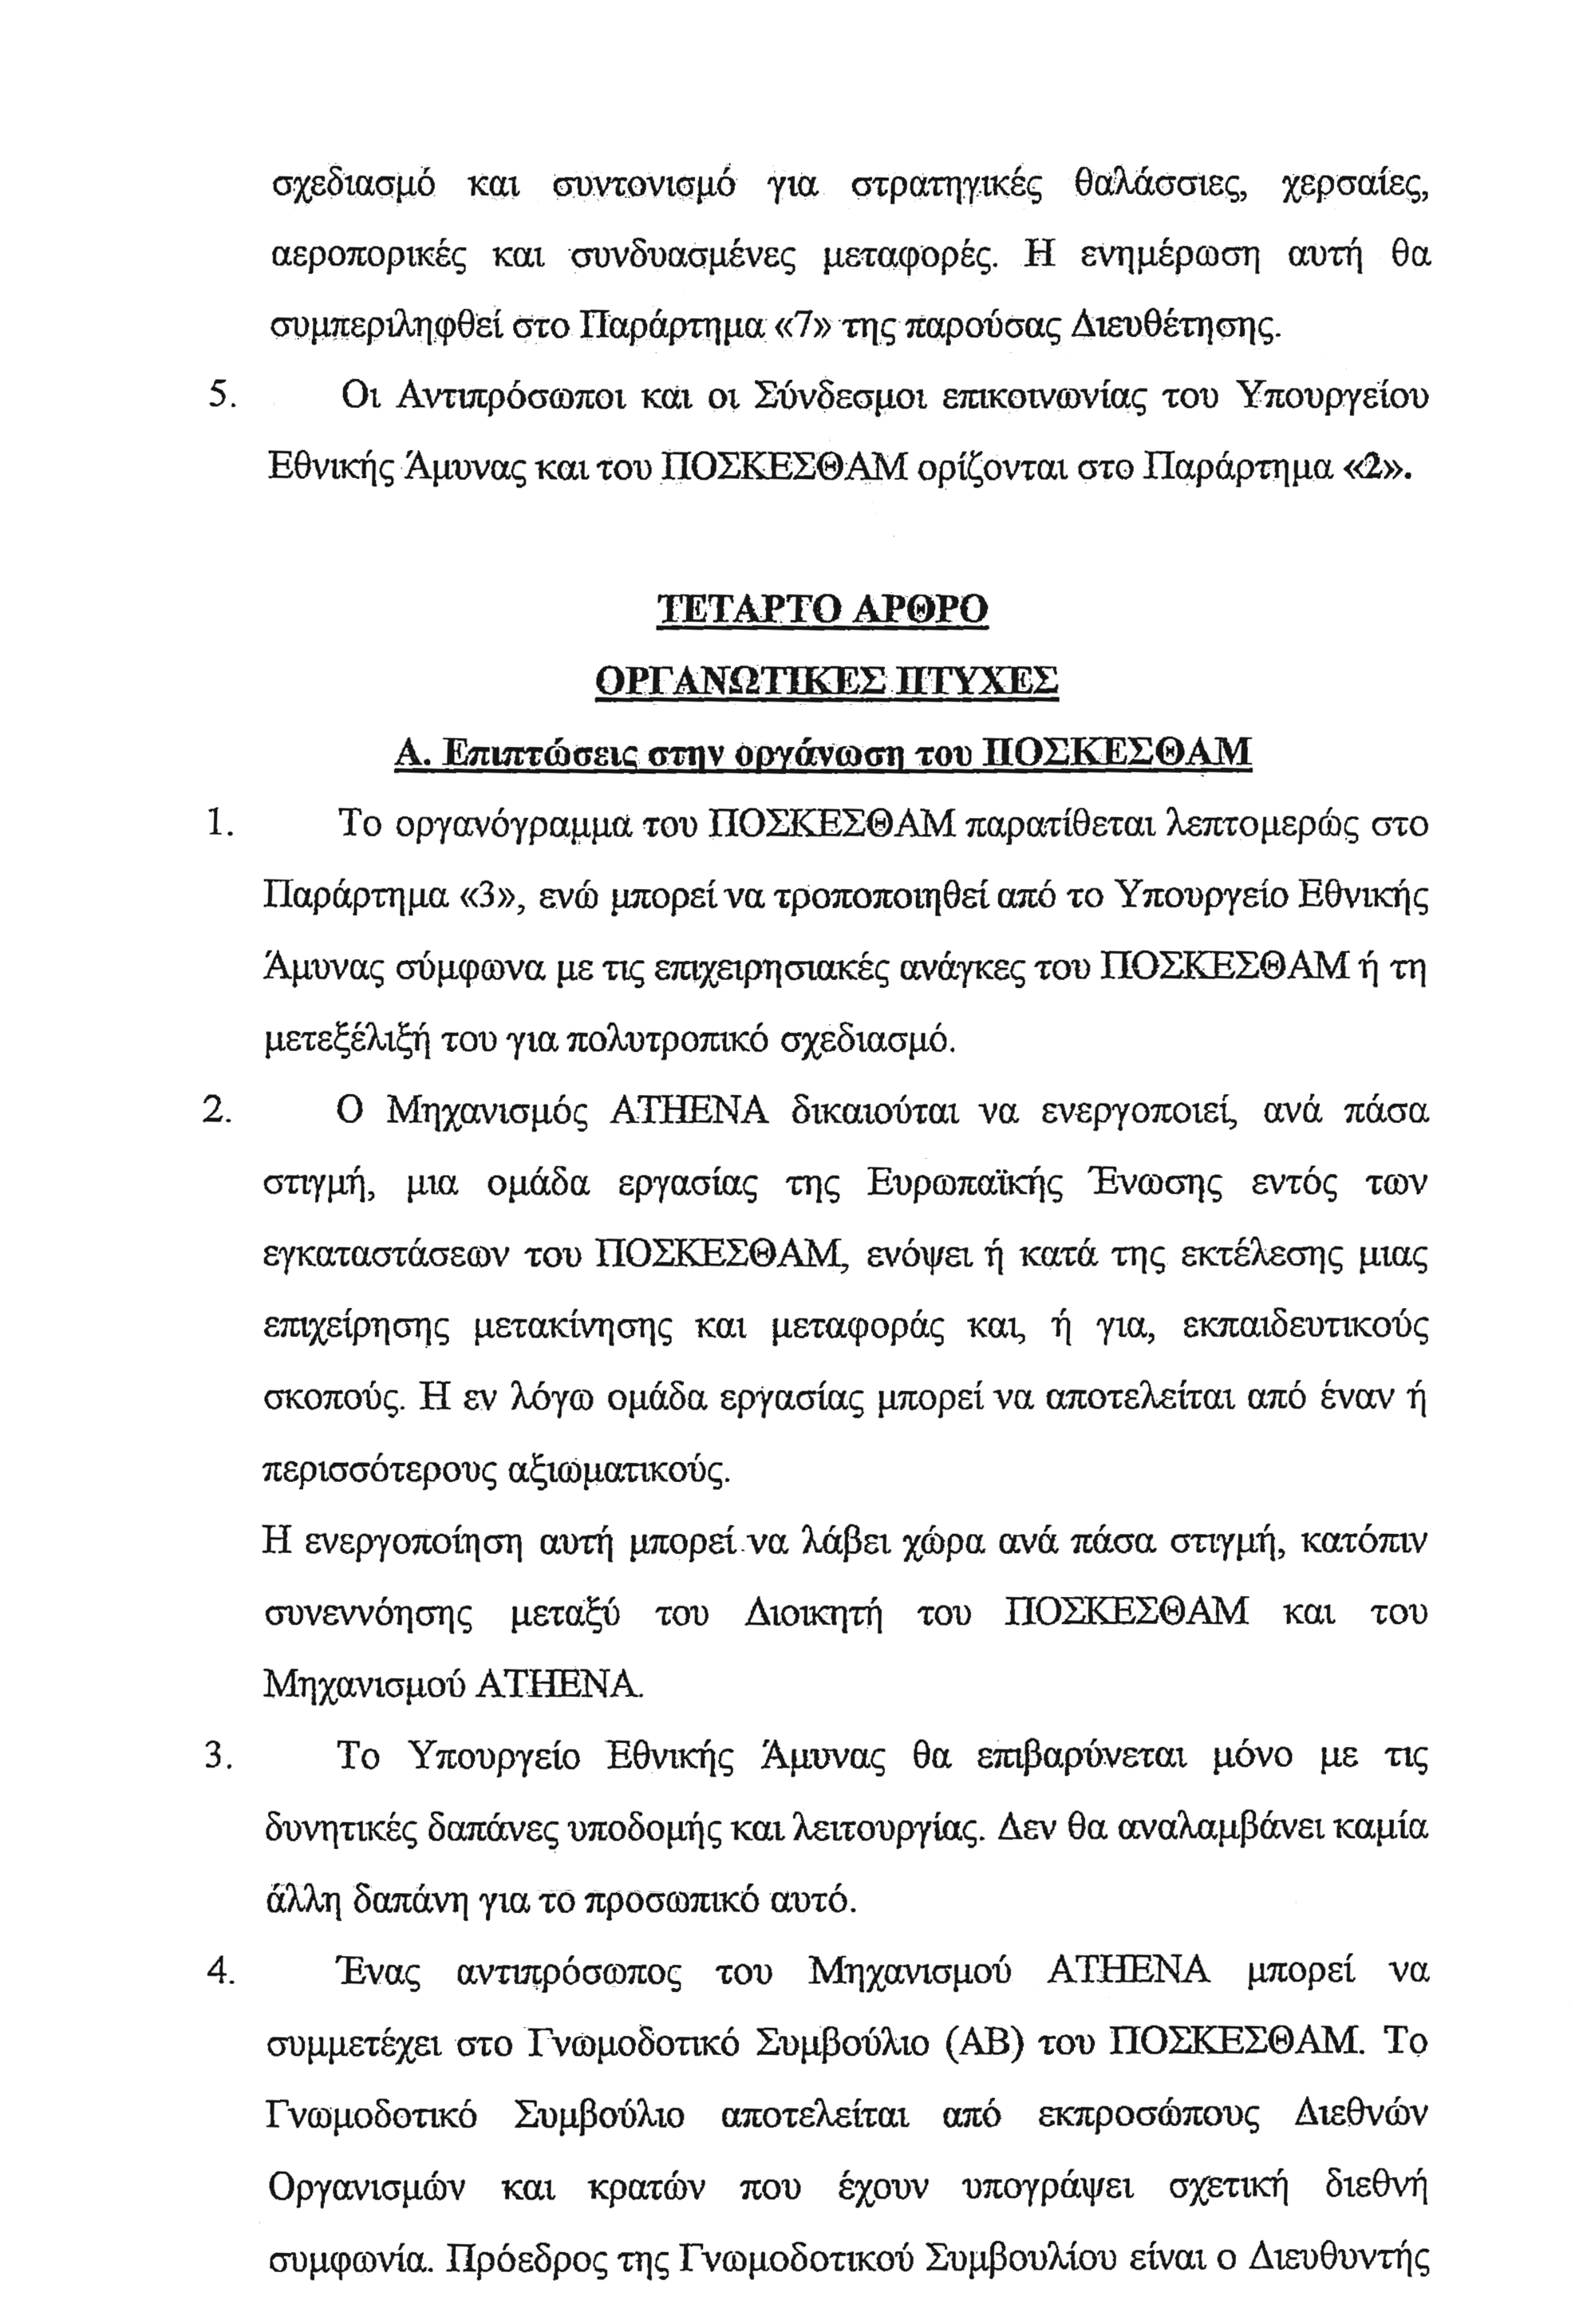 σχεδιασμό και συντονισμό για στρατηγικές θαλάσσιες, χερσαίες,
αεροπορικές και συνδυασμένες μεταφορές. Η ενημέρωση αυτή θα
συμπεριληφθεί στο Παράρτημα «7» της παρούσας Διευθέτησης.
5. Οι Αντιπρόσωποι και οι Σύνδεσμοι επικοινωνίας του Υπουργείου
Εθνικής Άμυνας και του ΠΟΣΚΕΣΘΑΜ ορίζονται στο Παράρτημα «2».
ΤΕΤΑΡΤΟ ΑΡΘΡΟ
ΟΡΓΑΝΩΤΙΚΕΣ ΠΤΥΧΕΣ
Α. Επιπτώσεις στην οργάνωση του ΠΟΣΚΕΣΘΑΜ
1. Το οργανόγραμμα του ΠΟΣΚΕΣΘΑΜ παρατίθεται λεπτομερώς στο
Παράρτημα «3», ενώ μπορεί να τροποποιηθεί από το Υπουργείο Εθνικής
Άμυνας σύμφωνα με τις επιχειρησιακές ανάγκες του ΠΟΣΚΕΣΘΑΜ ή τη
μετεξέλιξή του για πολυτροπικό σχεδιασμό.
2. Ο Μηχανισμός ATHENA δικαιούται να ενεργοποιεί, ανά πάσα
στιγμή, μια ομάδα εργασίας της Ευρωπαϊκής Ένωσης εντός των
εγκαταστάσεων του ΠΟΣΚΕΣΘΑΜ, ενόψει ή κατά της εκτέλεσης μιας
επιχείρησης μετακίνησης και μεταφοράς και, ή για, εκπαιδευτικούς
σκοπούς. Η εν λόγω ομάδα εργασίας μπορεί να αποτελείται από έναν ή
περισσότερους αξιωματικούς.
Η ενεργοποίηση αυτή μπορεί να λάβει χώρα ανά πάσα στιγμή, κατόπιν
συνεννόησης μεταξύ του Διοικητή του ΠΟΣΚΕΣΘΑΜ και του
Μηχανισμού ATHENA.
3. Το Υπουργείο Εθνικής Άμυνας θα επιβαρύνεται μόνο με τις
δυνητικές δαπάνες υποδομής και λειτουργίας. Δεν θα αναλαμβάνει καμία
άλλη δαπάνη για το προσωπικό αυτό.
4. Ένας αντιπρόσωπος του Μηχανισμού ATHENA μπορεί να
συμμετέχει στο Γνωμοδοτικό Συμβούλιο (AB) του ΠΟΣΚΕΣΘΑΜ. Το
Γνωμοδοτικό Συμβούλιο αποτελείται από εκπροσώπους Διεθνών
Οργανισμών και κρατών που έχουν υπογράψει σχετική διεθνή
συμφωνία. Πρόεδρος της Γνωμοδοτικού Συμβουλίου είναι ο Διευθυντής